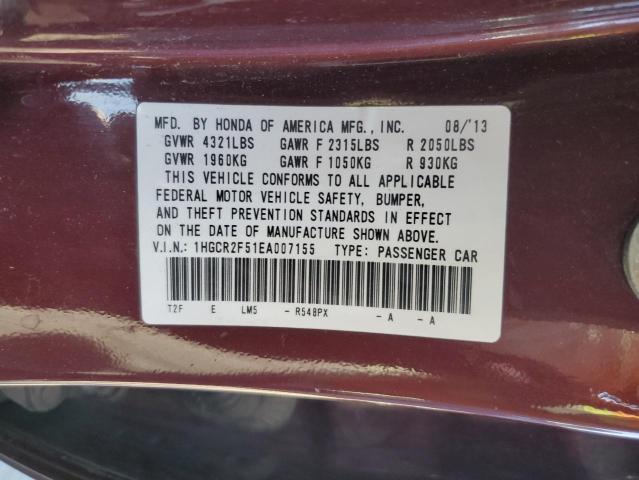 MFD. BY HONDA OF AMERICA MFG., INC. 08/'13
GVWR 4321LBS GAWR F 2315LBS R 2050LBS
GVWR 1960KG GAWR F 1050KG R 930KG
THIS VEHICLE CONFORMS TO ALL APPLICABLE
FEDERAL MOTOR VEHICLE SAFETY, BUMPER,
AND THEFT PREVENTION STANDARDS IN EFFECT
ON THE DATE OF MANUFACTURE SHOWN ABOVE.
V.I.N.: 1HGCR2F51EA007155 TYPE: PASSENGER CAR
T2F E LM5 - R548PX - A - A